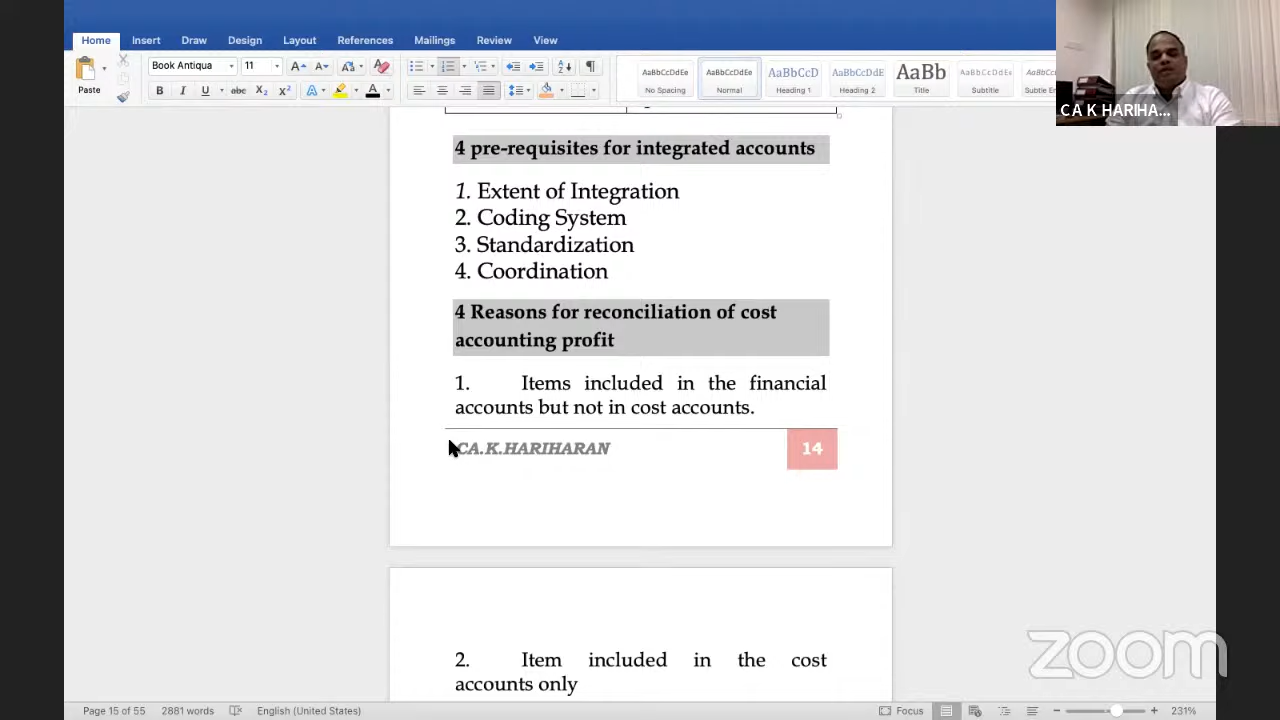 Home Insert Draw Design Layout References Mailings Review View
Paste
Book Antiqua 11
AaBbCcDdEe AaBbCcDdEe AaBbCcD AaBbCcDdE AaBb AaBbCcDdEe AaBbCcDdEe
No Spacing Normal Heading 1 Heading 2 Title Subtitle Subtle Em
C A K HARIHA...
4 pre-requisites for integrated accounts
1. Extent of Integration
2. Coding System
3. Standardization
4. Coordination
4 Reasons for reconciliation of cost
accounting profit
1. Items included in the financial
accounts but not in cost accounts.
CA.K.HARIHARAN 14
2. Item included in the cost
accounts only
zoom
Page 15 of 55 2881 words English (United States) Focus 231%